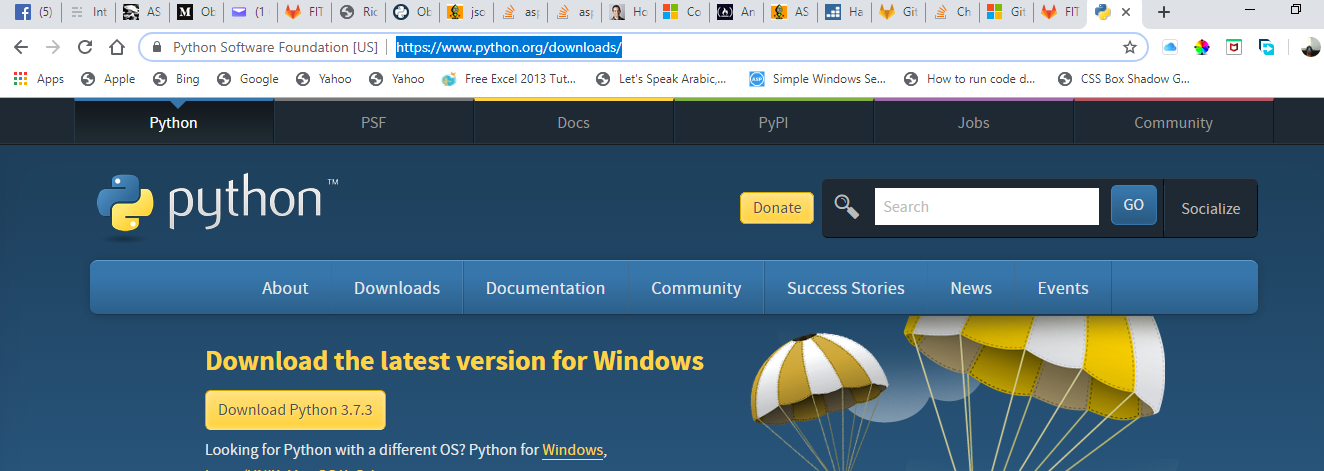 (5) Int AS Ob (1 FIT Ric Ob jsc asp asp Ho Co An AS Ha Git Ch Git FIT
Python Software Foundation [US] https://www.python.org/downloads/
Apps Apple Bing Google Yahoo Yahoo Free Excel 2013 Tut... Let's Speak Arabic,... Simple Windows Se... How to run code d... CSS Box Shadow G...
Python PSF Docs PyPI Jobs Community
python™
Donate Search GO Socialize
About Downloads Documentation Community Success Stories News Events
Download the latest version for Windows
Download Python 3.7.3
Looking for Python with a different OS? Python for Windows,